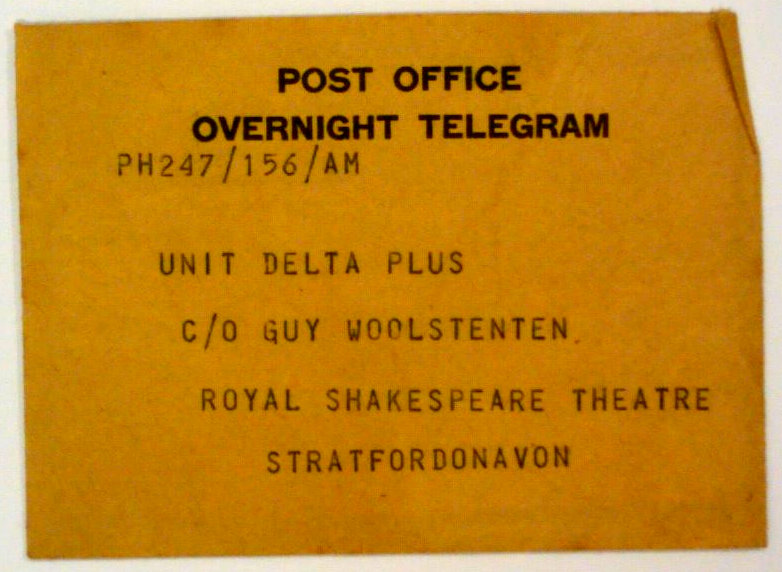 POST OFFICE
OVERNIGHT TELEGRAM
PH247/156/AM
UNIT DELTA PLUS
C/O GUY WOOLSTENTEN.
ROYAL SHAKESPEARE THEATRE
STRATFORDONAVON